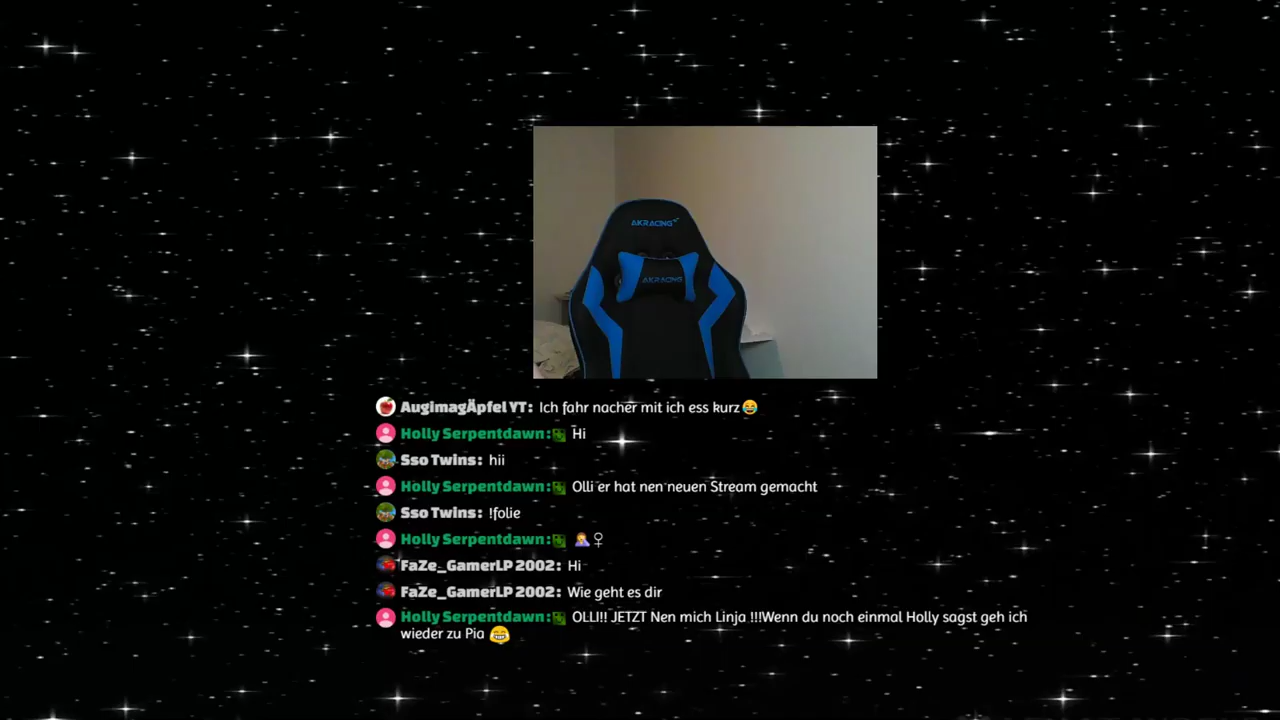 AKRACING
AKRACING
AugimagÄpfel YT: Ich fahr nacher mit ich ess kurz😂
Holly Serpentdawn: Hi
Sso Twins: hii
Holly Serpentdawn: Olli er hat nen neuen Stream gemacht
Sso Twins: !folie
Holly Serpentdawn: 🤦♀
FaZe_GamerLP 2002: Hi
FaZe_GamerLP 2002: Wie geht es dir
Holly Serpentdawn: OLLI!! JETZT Nen mich Linja !!!Wenn du noch einmal Holly sagst geh ich
wieder zu Pia 😂